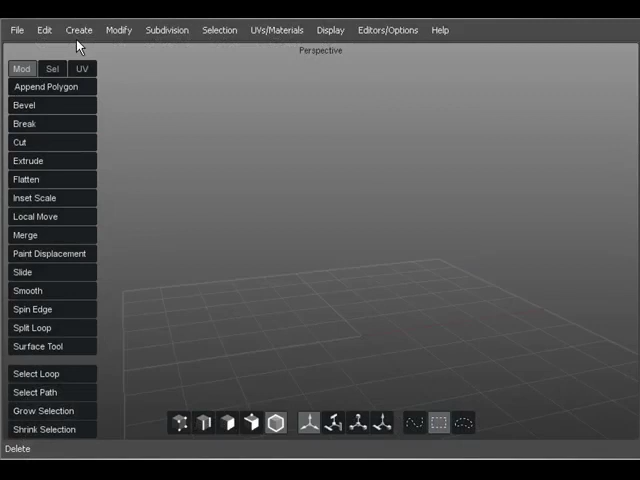 File Edit Create Modify Subdivision Selection UVs/Materials Display Editors/Options Help
Perspective
Mod Sel UV
Append Polygon
Bevel
Break
Cut
Extrude
Flatten
Inset Scale
Local Move
Merge
Paint Displacement
Slide
Smooth
Spin Edge
Split Loop
Surface Tool
Select Loop
Select Path
Grow Selection
Shrink Selection
Delete